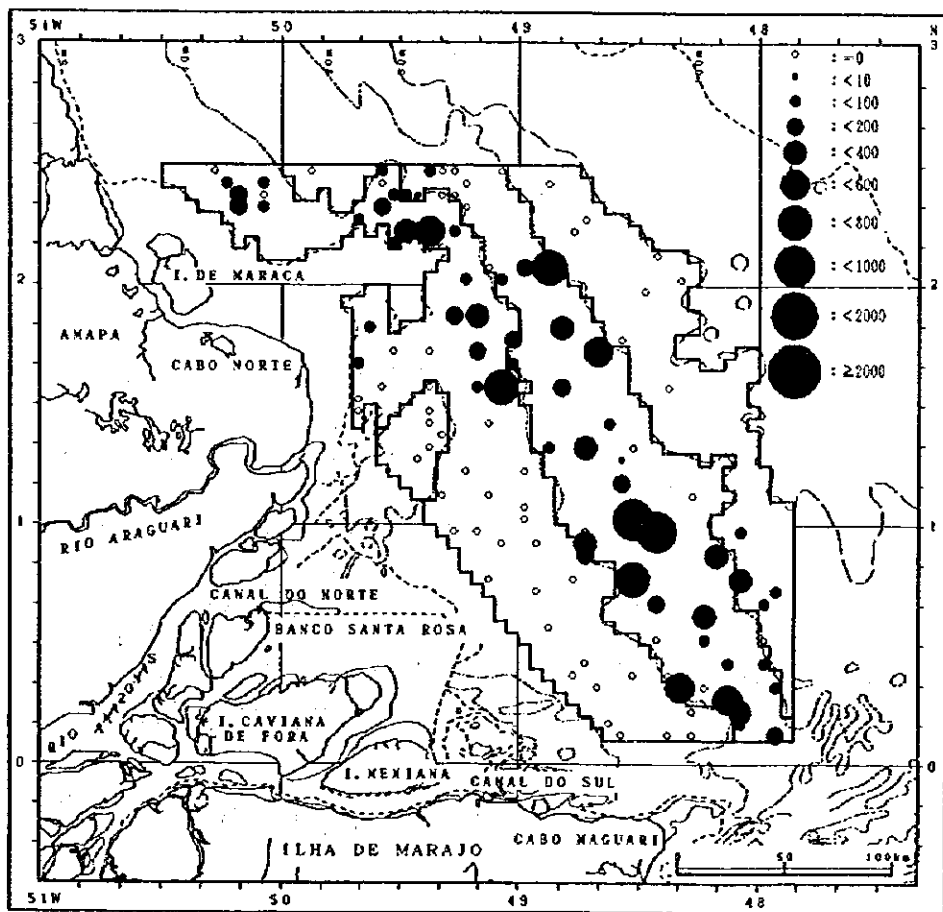 51W 50 49 48 N
3 3
○ : =0
• : <10
● : <100
● : <200
● : <400
● : <600
● : <800
● : <1000
● : <2000
● : ≥2000
2 2
I. DE MARACA
AMAPA
CABO NORTE
RIO ARAGUARI
1 1
CANAL DO NORTE
BANCO SANTA ROSA
RIO AMAZONAS
I. CAVIANA
DE FORA
0 0
I. MEXIANA
CANAL DO SUL
CABO MAGUARI
ILHA DE MARAJO
0 50 100km
51W 50 49 48